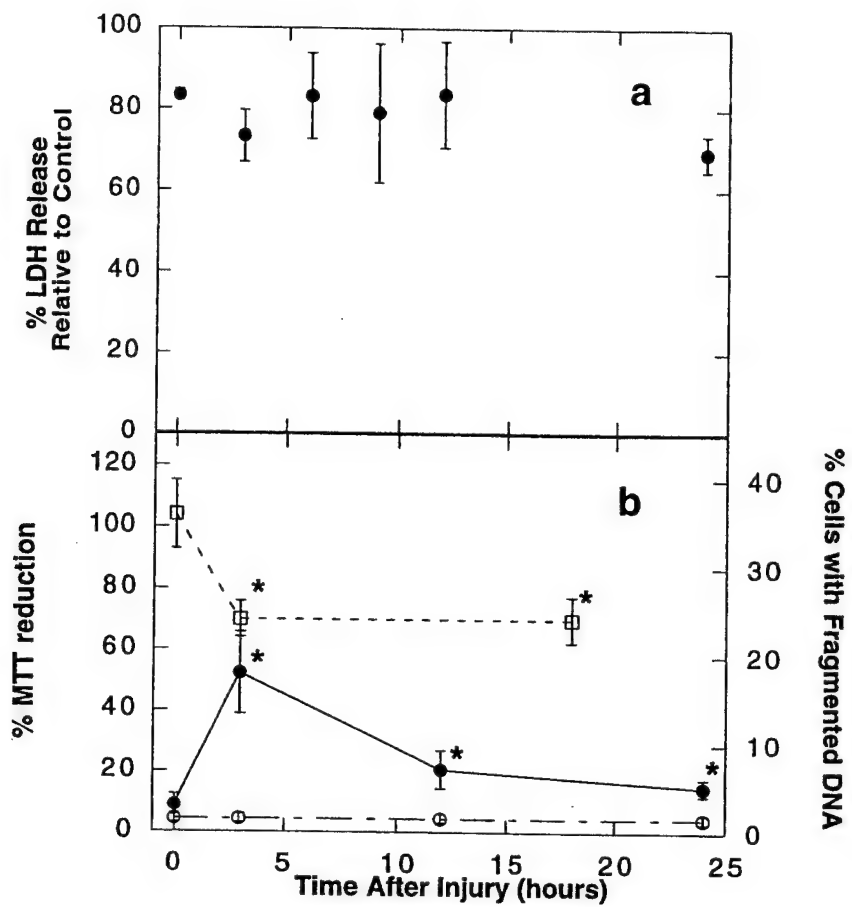 100
80
60
40
20
0
% LDH Release
Relative to Control
a
120
100
80
60
40
20
0
% MTT reduction
b
*
*
*
*
*
40
30
20
10
0
% Cells with Fragmented DNA
0 5 10 15 20 25
Time After Injury (hours)